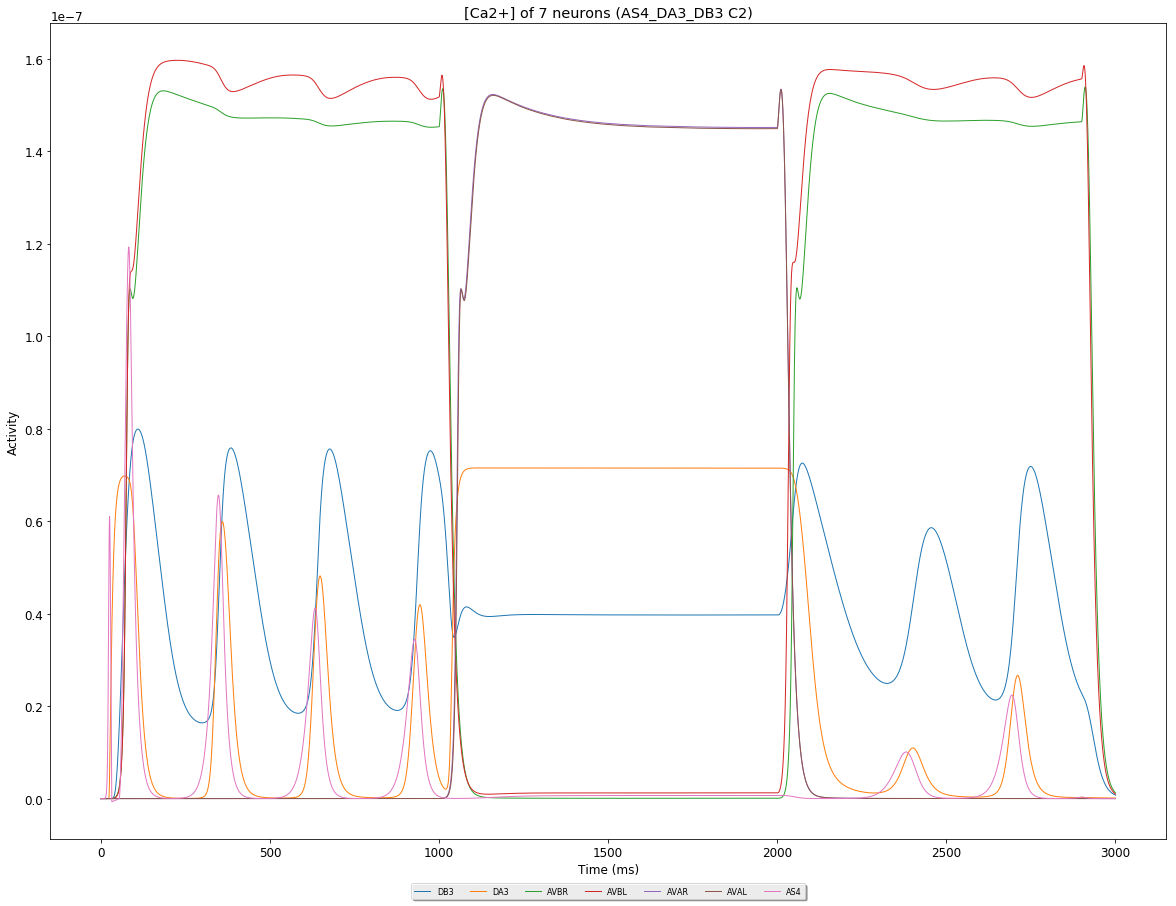 [Ca2+] of 7 neurons (AS4_DA3_DB3 C2)
1e−7
1.6
1.4
1.2
1.0
0.8
0.6
0.4
0.2
0.0
Activity
0 500 1000 1500 2000 2500 3000
Time (ms)
DB3 DA3 AVBR AVBL AVAR AVAL AS4